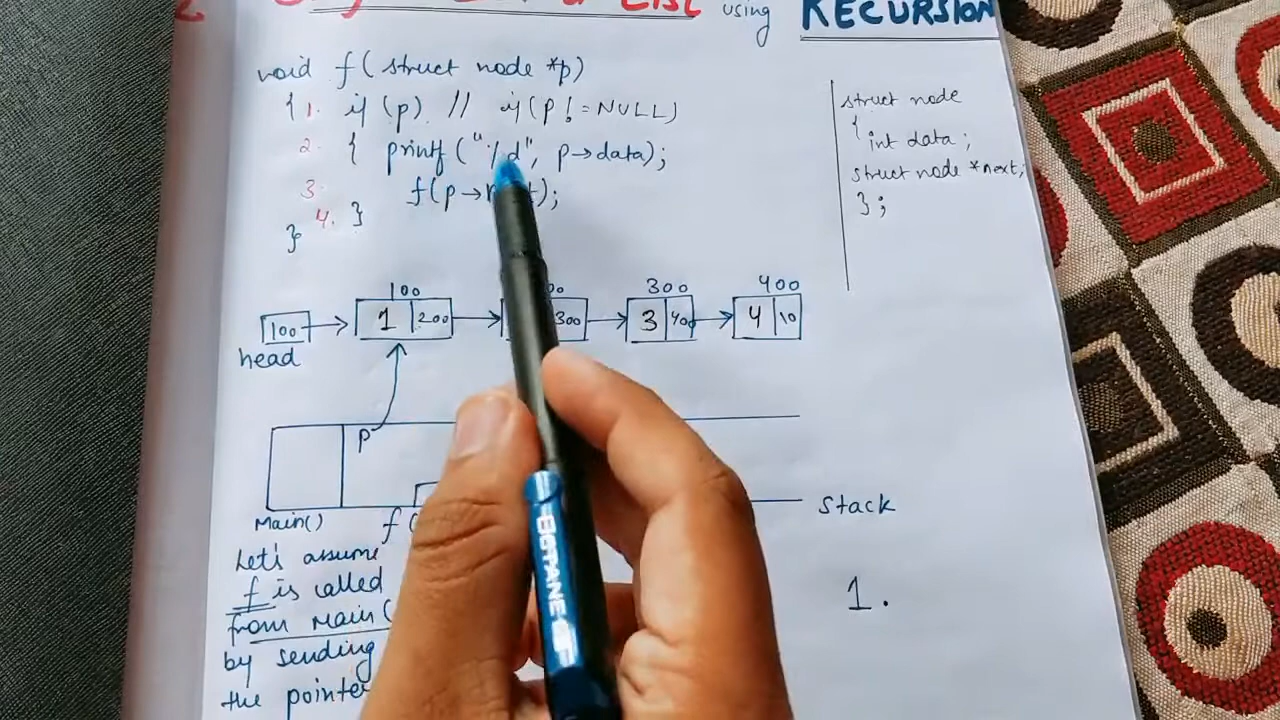 LIST using RECURSION
void f( struct node *p)
{ 1. if (p) // if (p != NULL)
2. { printf ("%d", p→data);
3. f(p→
4. }
}
struct node
{
int data;
struct node *next;
};
100 300 400
100 1 200 300 3 400 4 10
head
p
Main() f( Stack
Let's assume
f is called
from main(
by sending
the pointer
1.
OCTANE